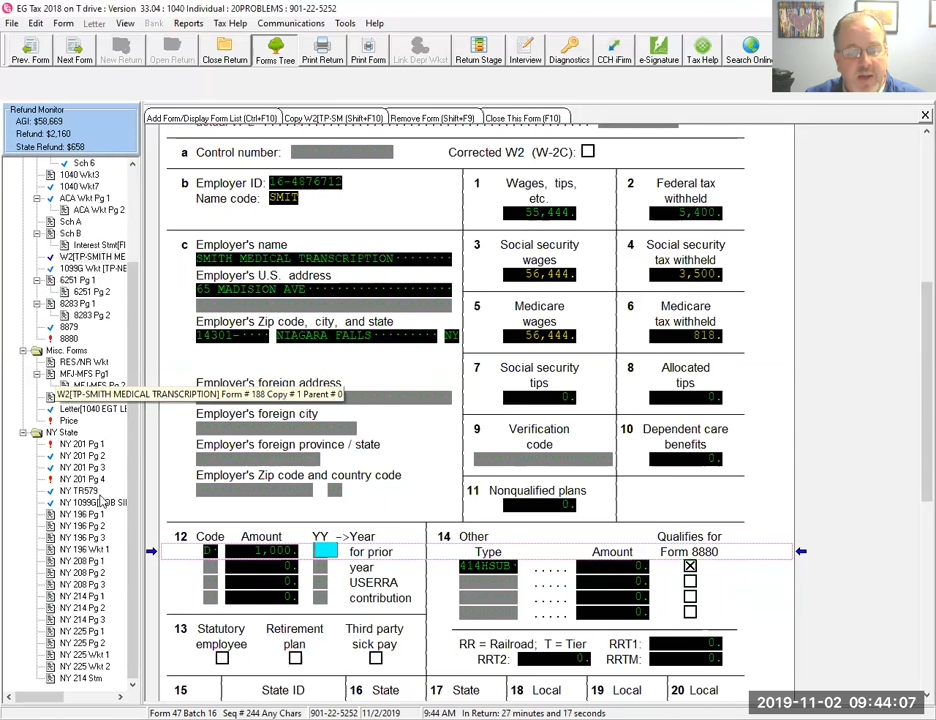 EG Tax 2018 on T drive : Version : 33.04 : 1040 Individual : 20PROBLEMS : 901-22-5252
File Edit Form Letter View Bank Reports Tax Help Communications Tools Help
Prev. Form Next Form New Return Open Return Close Return Forms Tree Print Return Print Form Link Depr Wkst Return Stage Interview Diagnostics CCH iFirm e-Signature Tax Help Search Online
Refund Monitor
AGI: $58,669
Refund: $2,160
State Refund: $658
Add Form/Display Form List (Ctrl+F10) Copy W2[TP-SM (Shift+F10) Remove Form (Shift+F9) Close This Form (F10)
Sch 6
1040 Wkt3
1040 Wkt7
ACA Wkt Pg 1
ACA Wkt Pg 2
Sch A
Sch B
Interest Stmt[FI
W2[TP-SMITH ME
1099G Wkt [TP-NE
6251 Pg 1
6251 Pg 2
8283 Pg 1
8283 Pg 2
8879
8880
Misc. Forms
RES/NR Wkt
MFJ-MFS Pg1
MFJ-MFS Pg 2
W2[TP-SMITH MEDICAL TRANSCRIPTION] Form # 188 Copy # 1 Parent # 0
Letter[1040 EGT LE
Price
NY State
NY 201 Pg 1
NY 201 Pg 2
NY 201 Pg 3
NY 201 Pg 4
NY TR579
NY 196 Pg 1
NY 196 Pg 2
NY 196 Pg 3
NY 196 Wkt 1
NY 208 Pg 1
NY 208 Pg 2
NY 208 Pg 3
NY 214 Pg 1
NY 214 Pg 3
NY 225 Pg 1
NY 225 Pg 2
NY 225 Wkt 1
NY 225 Wkt 2
NY 214 Stm
a Control number: Corrected W2 (W-2C):
b Employer ID: 16-4876712
Name code: SMIT
1 Wages, tips, etc. 55,444.
2 Federal tax withheld 5,400.
c Employer's name
SMITH MEDICAL TRANSCRIPTION
Employer's U.S. address
65 MADISION AVE
Employer's Zip code, city, and state
14301- NIAGARA FALLS NY
3 Social security wages 56,444.
4 Social security tax withheld 3,500.
5 Medicare wages 56,444.
6 Medicare tax withheld 818.
Employer's foreign address
Employer's foreign city
Employer's foreign province / state
Employer's Zip code and country code
7 Social security tips 0.
8 Allocated tips 0.
9 Verification code
10 Dependent care benefits 0.
11 Nonqualified plans 0.
12 Code Amount YY ->Year
D 1,000. for prior
0. year
0. USERRA
0. contribution
14 Other Qualifies for
Type Amount Form 8880
414HSUB ..... 0.
..... 0.
..... 0.
..... 0.
13 Statutory employee Retirement plan Third party sick pay
RR = Railroad; T = Tier RRT1: 0.
RRT2: 0. RRTM: 0.
15 State ID 16 State 17 State 18 Local 19 Local 20 Local
Form 47 Batch 16 Seq # 244 Any Chars 901-22-5252 11/2/2019 9:44 AM In Return: 27 minutes and 17 seconds
2019-11-02 09:44:07